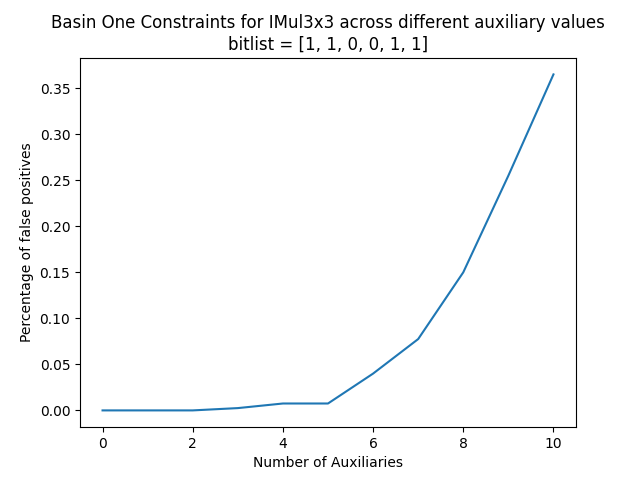 Basin One Constraints for IMul3x3 across different auxiliary values
bitlist = [1, 1, 0, 0, 1, 1]
Percentage of false positives
0.35
0.30
0.25
0.20
0.15
0.10
0.05
0.00
0 2 4 6 8 10
Number of Auxiliaries